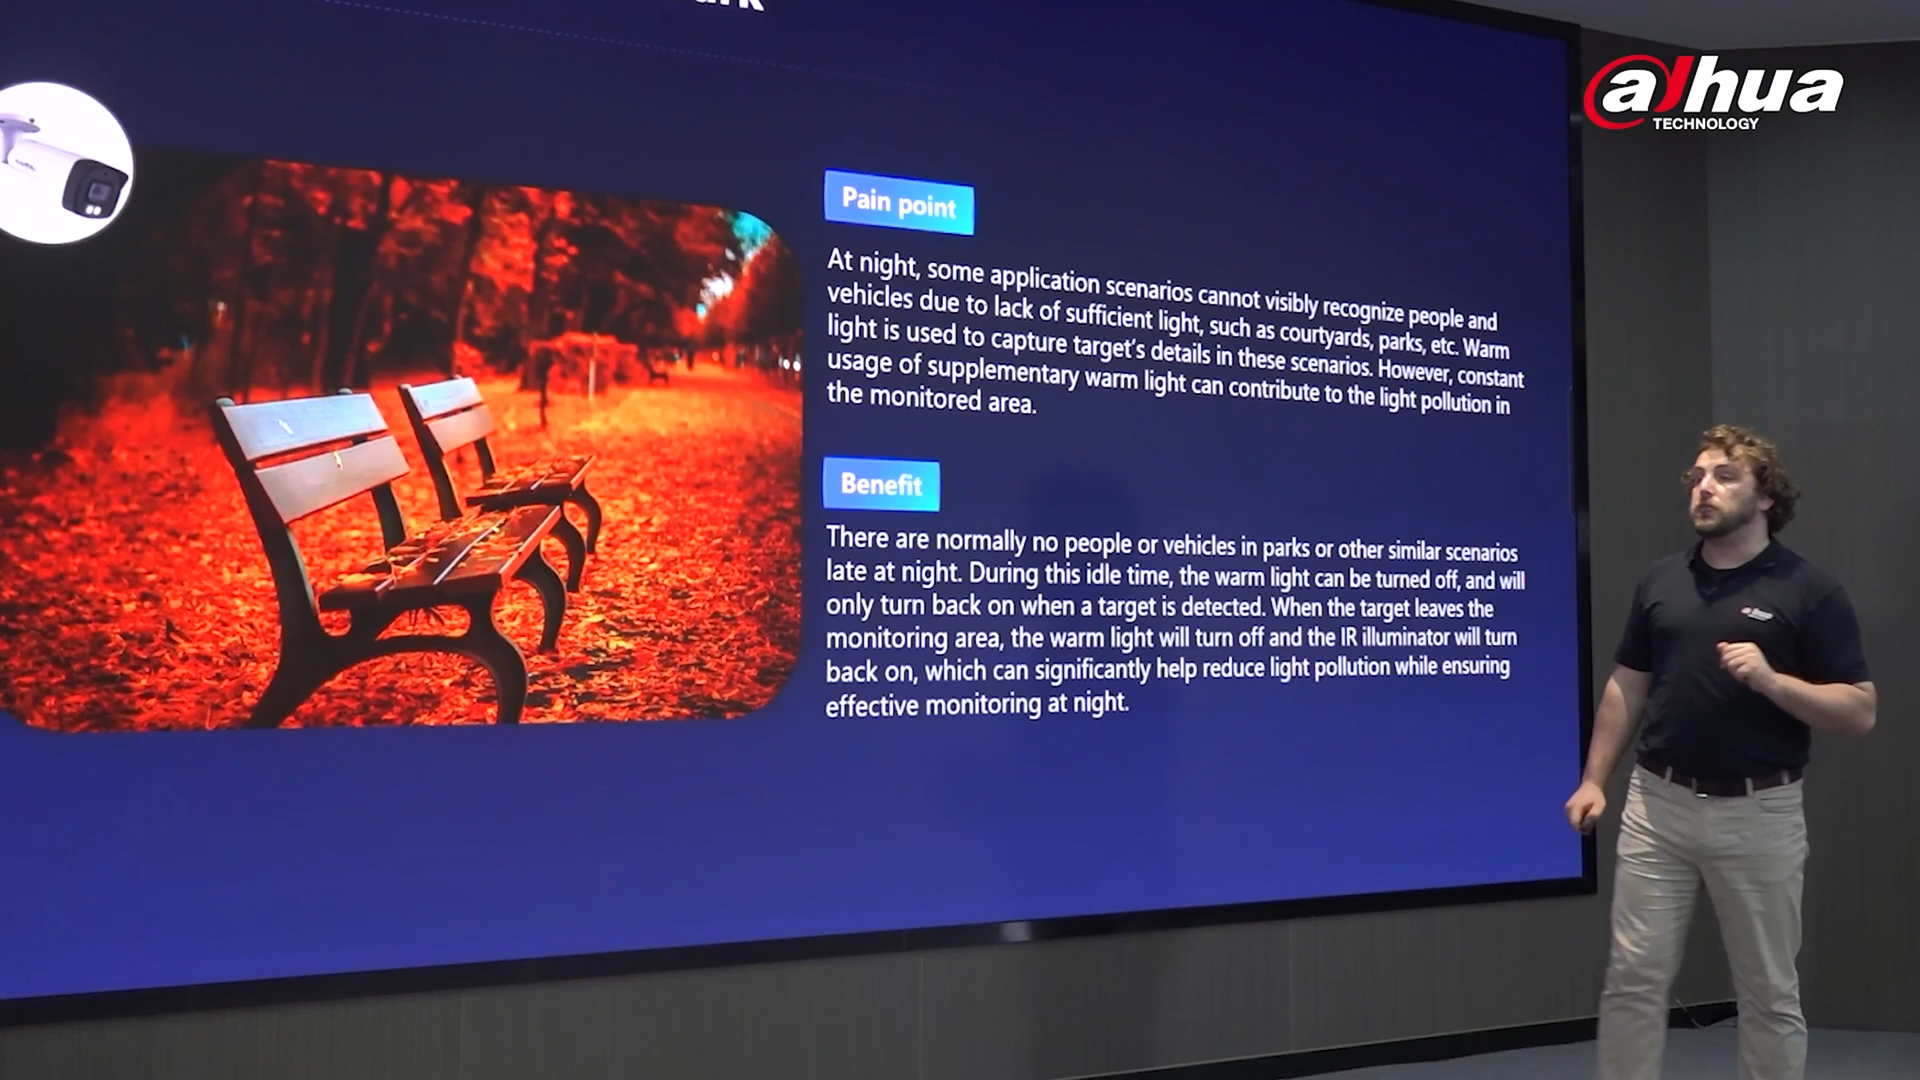 alhua
TECHNOLOGY
Pain point
At night, some application scenarios cannot visibly recognize people and
vehicles due to lack of sufficient light, such as courtyards, parks, etc. Warm
light is used to capture target's details in these scenarios. However, constant
usage of supplementary warm light can contribute to the light pollution in
the monitored area.
Benefit
There are normally no people or vehicles in parks or other similar scenarios
late at night. During this idle time, the warm light can be turned off, and will
only turn back on when a target is detected. When the target leaves the
monitoring area, the warm light will turn off and the IR illuminator will turn
back on, which can significantly help reduce light pollution while ensuring
effective monitoring at night.
alhua